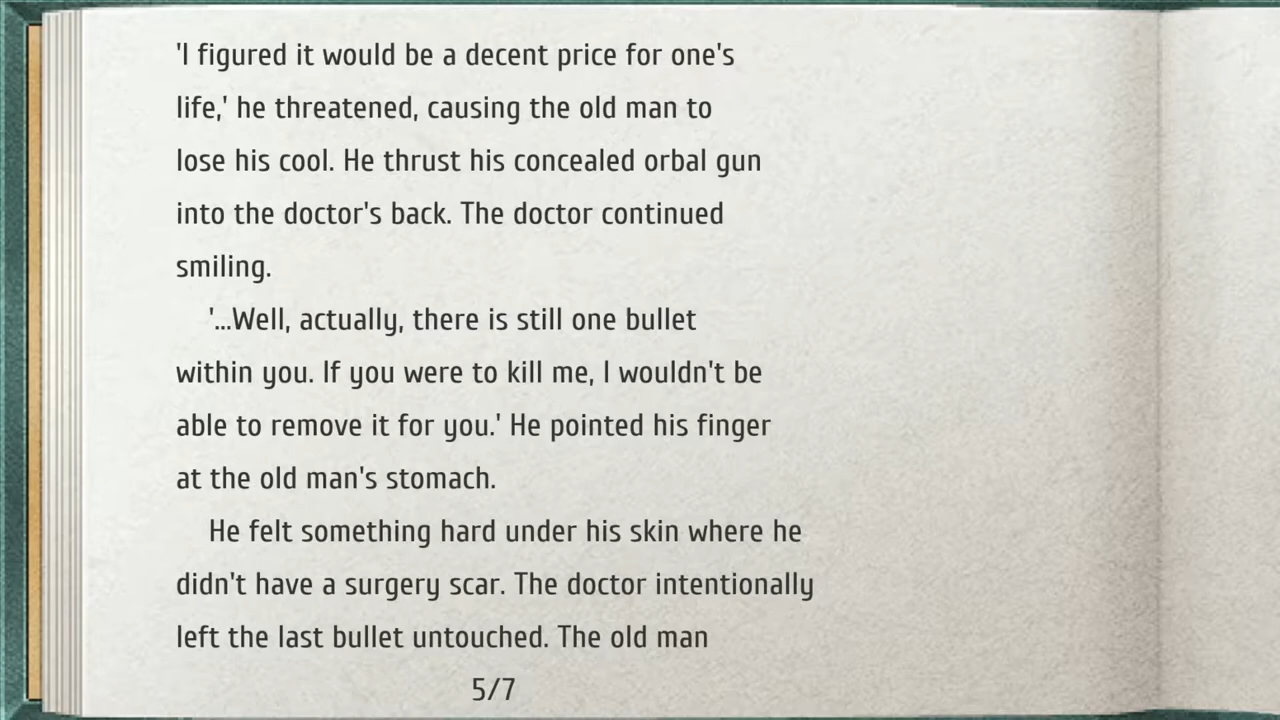 'I figured it would be a decent price for one's
life,' he threatened, causing the old man to
lose his cool. He thrust his concealed orbal gun
into the doctor's back. The doctor continued
smiling.
'...Well, actually, there is still one bullet
within you. If you were to kill me, I wouldn't be
able to remove it for you.' He pointed his finger
at the old man's stomach.
He felt something hard under his skin where he
didn't have a surgery scar. The doctor intentionally
left the last bullet untouched. The old man
5/7